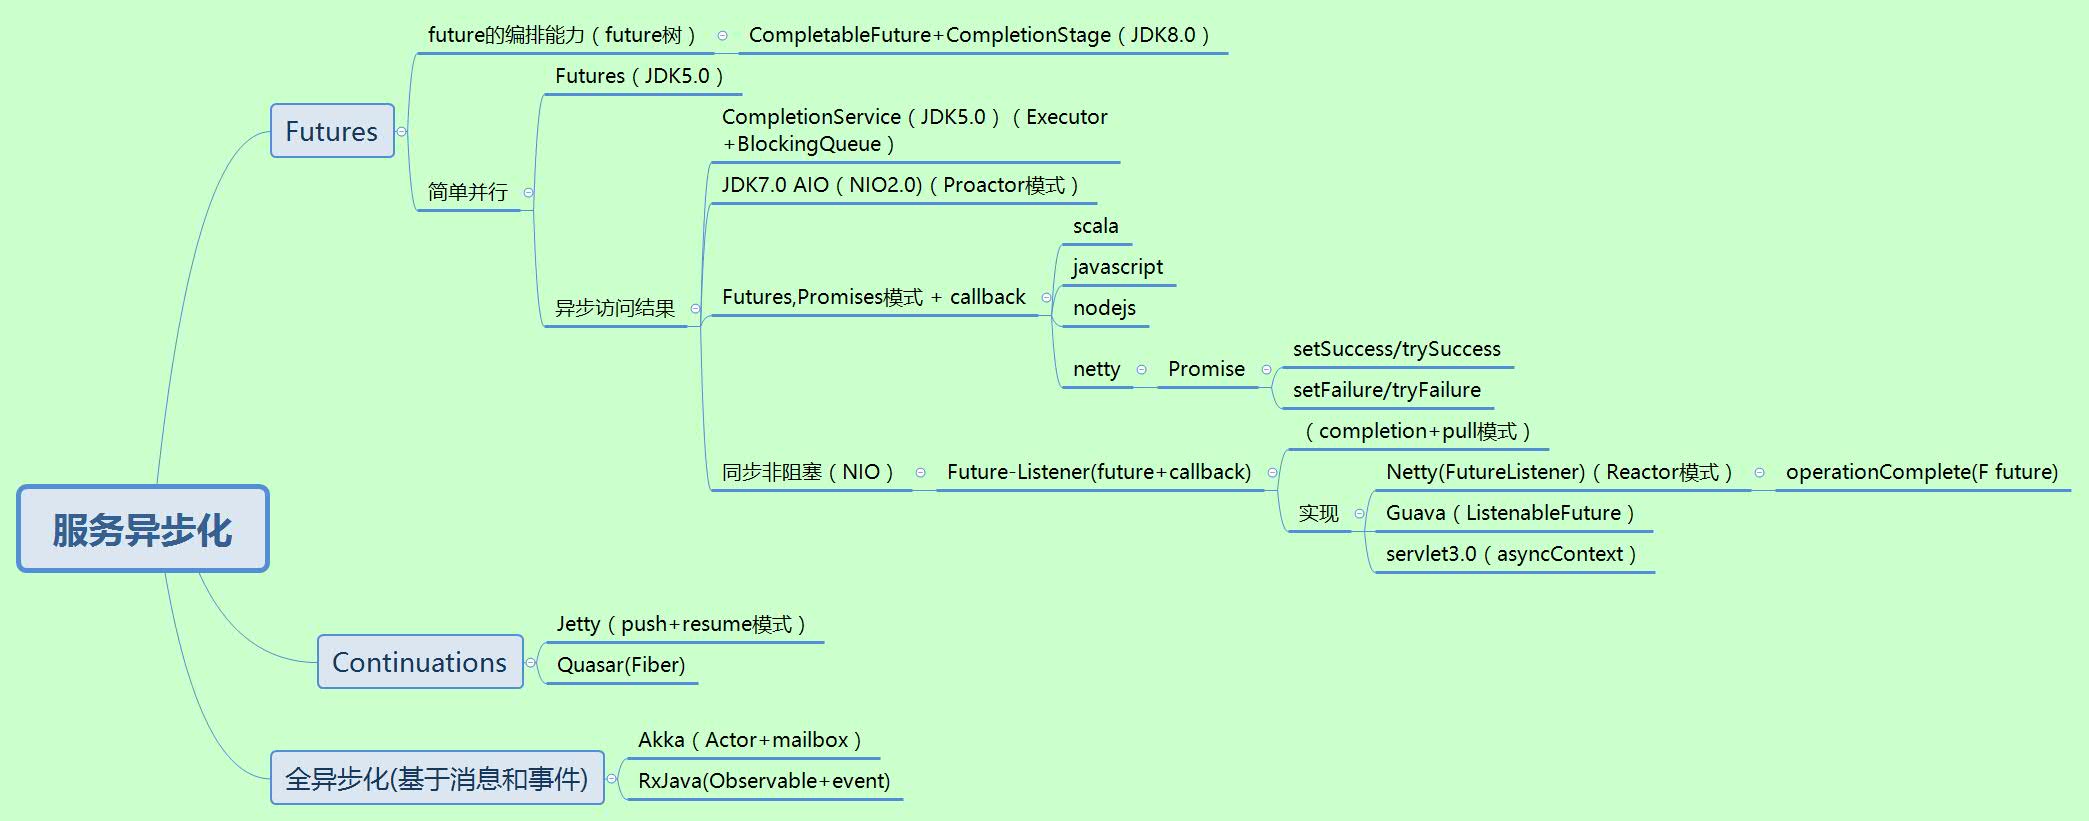 future的编排能力（future树）
CompletableFuture+CompletionStage（JDK8.0）
Futures（JDK5.0）
CompletionService（JDK5.0）（Executor
+BlockingQueue）
Futures
JDK7.0 AIO（NIO2.0)（Proactor模式）
简单并行
scala
javascript
Futures,Promises模式 + callback
异步访问结果
nodejs
setSuccess/trySuccess
netty
Promise
setFailure/tryFailure
（completion+pull模式）
同步非阻塞（NIO）
Future-Listener(future+callback)
Netty(FutureListener)（Reactor模式）
operationComplete(F future)
实现
Guava（ListenableFuture）
servlet3.0（asyncContext）
服务异步化
Jetty（push+resume模式）
Continuations
Quasar(Fiber)
Akka（Actor+mailbox）
全异步化(基于消息和事件)
RxJava(Observable+event)